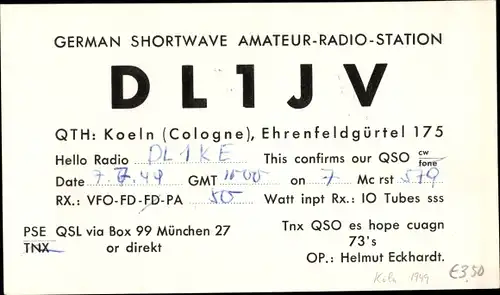 GERMAN SHORTWAVE AMATEUR-RADIO-STATION
DL1JV
QTH: Koeln (Cologne), Ehrenfeldgürtel 175
Hello Radio DL1KE This confirms our QSO cw fone
Date 7.7.49 GMT 1500 on 7 Mc rst 579
RX.: VFO-FD-FD-PA 50 Watt inpt Rx.: IO Tubes sss
PSE QSL via Box 99 München 27 Tnx QSO es hope cuagn
TNX or direkt 73's
OP.: Helmut Eckhardt.
Köln 1949 €3,50